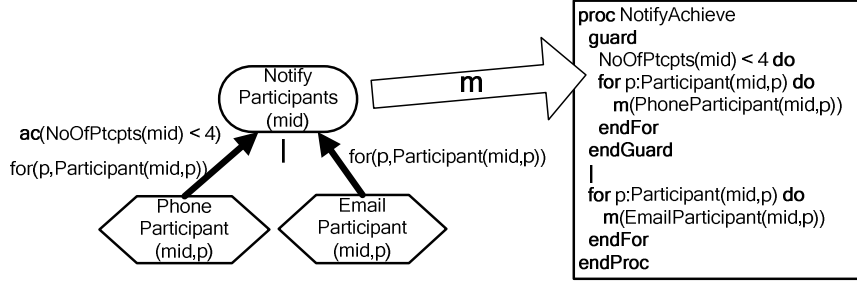 Notify
Participants
(mid)
ac(NoOfPtcpts(mid) < 4)
for(p,Participant(mid,p))
|
for(p,Participant(mid,p))
Phone
Participant
(mid,p)
Email
Participant
(mid,p)
m
proc NotifyAchieve
guard
NoOfPtcpts(mid) < 4 do
for p:Participant(mid,p) do
m(PhoneParticipant(mid,p))
endFor
endGuard
|
for p:Participant(mid,p) do
m(EmailParticipant(mid,p))
endFor
endProc